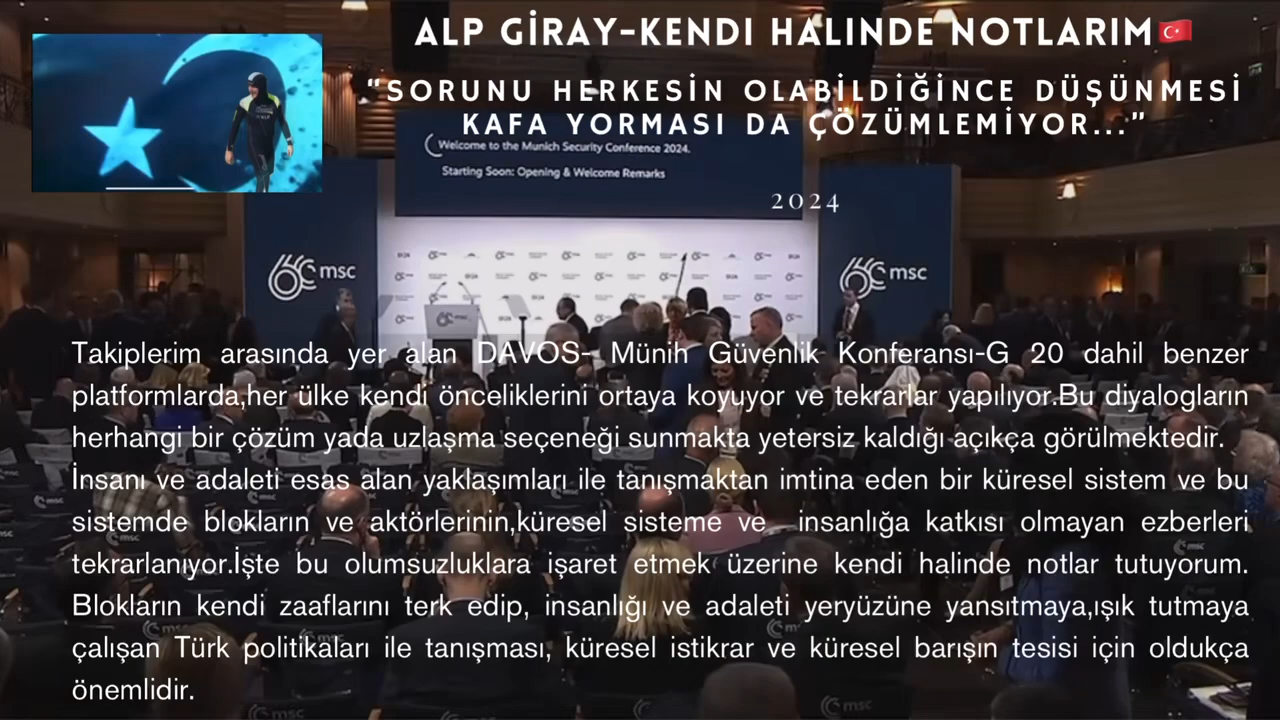 ALP GİRAY-KENDI HALINDE NOTLARIM
“SORUNU HERKESİN OLABİLDİĞİNCE DÜŞÜNMESİ
KAFA YORMASI DA ÇÖZÜMLEMİYOR...”
Welcome to the Munich Security Conference 2024.
Starting Soon: Opening & Welcome Remarks
2024
msc
msc
Takiplerim arasında yer alan DAVOS- Münih Güvenlik Konferansı-G 20 dahil benzer
platformlarda,her ülke kendi önceliklerini ortaya koyuyor ve tekrarlar yapılıyor.Bu diyalogların
herhangi bir çözüm yada uzlaşma seçeneği sunmakta yetersiz kaldığı açıkça görülmektedir.
İnsanı ve adaleti esas alan yaklaşımları ile tanışmaktan imtina eden bir küresel sistem ve bu
sistemde blokların ve aktörlerinin,küresel sisteme ve insanlığa katkısı olmayan ezberleri
tekrarlanıyor.İşte bu olumsuzluklara işaret etmek üzerine kendi halinde notlar tutuyorum.
Blokların kendi zaaflarını terk edip, insanlığı ve adaleti yeryüzüne yansıtmaya,ışık tutmaya
çalışan Türk politikaları ile tanışması, küresel istikrar ve küresel barışın tesisi için oldukça
önemlidir.
msc
msc